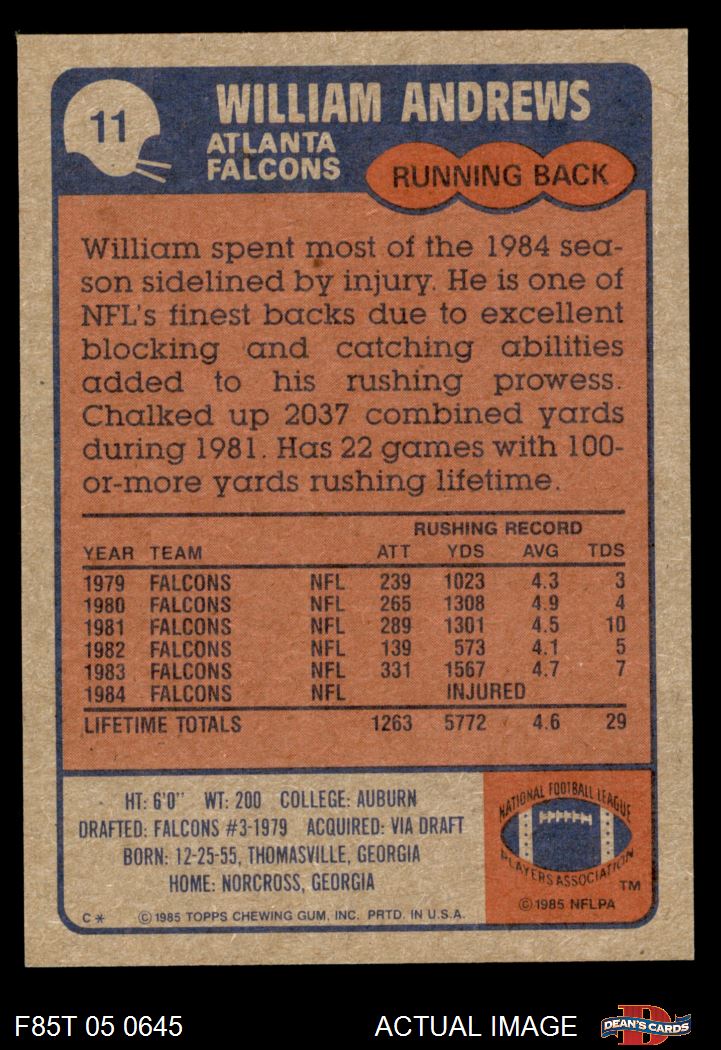 11
WILLIAM ANDREWS
ATLANTA
FALCONS
RUNNING BACK
William spent most of the 1984 sea-
son sidelined by injury. He is one of
NFL's finest backs due to excellent
blocking and catching abilities
added to his rushing prowess.
Chalked up 2037 combined yards
during 1981. Has 22 games with 100-
or-more yards rushing lifetime.
RUSHING RECORD
YEAR TEAM ATT YDS AVG TDS
1979 FALCONS NFL 239 1023 4.3 3
1980 FALCONS NFL 265 1308 4.9 4
1981 FALCONS NFL 289 1301 4.5 10
1982 FALCONS NFL 139 573 4.1 5
1983 FALCONS NFL 331 1567 4.7 7
1984 FALCONS NFL INJURED
LIFETIME TOTALS 1263 5772 4.6 29
HT: 6'0" WT: 200 COLLEGE: AUBURN
DRAFTED: FALCONS #3-1979 ACQUIRED: VIA DRAFT
BORN: 12-25-55, THOMASVILLE, GEORGIA
HOME: NORCROSS, GEORGIA
C* © 1985 TOPPS CHEWING GUM, INC. PRTD. IN U.S.A.
NATIONAL FOOTBALL LEAGUE
PLAYERS ASSOCIATION
TM
© 1985 NFLPA
F85T 05 0645
ACTUAL IMAGE
D
DEAN'S CARDS